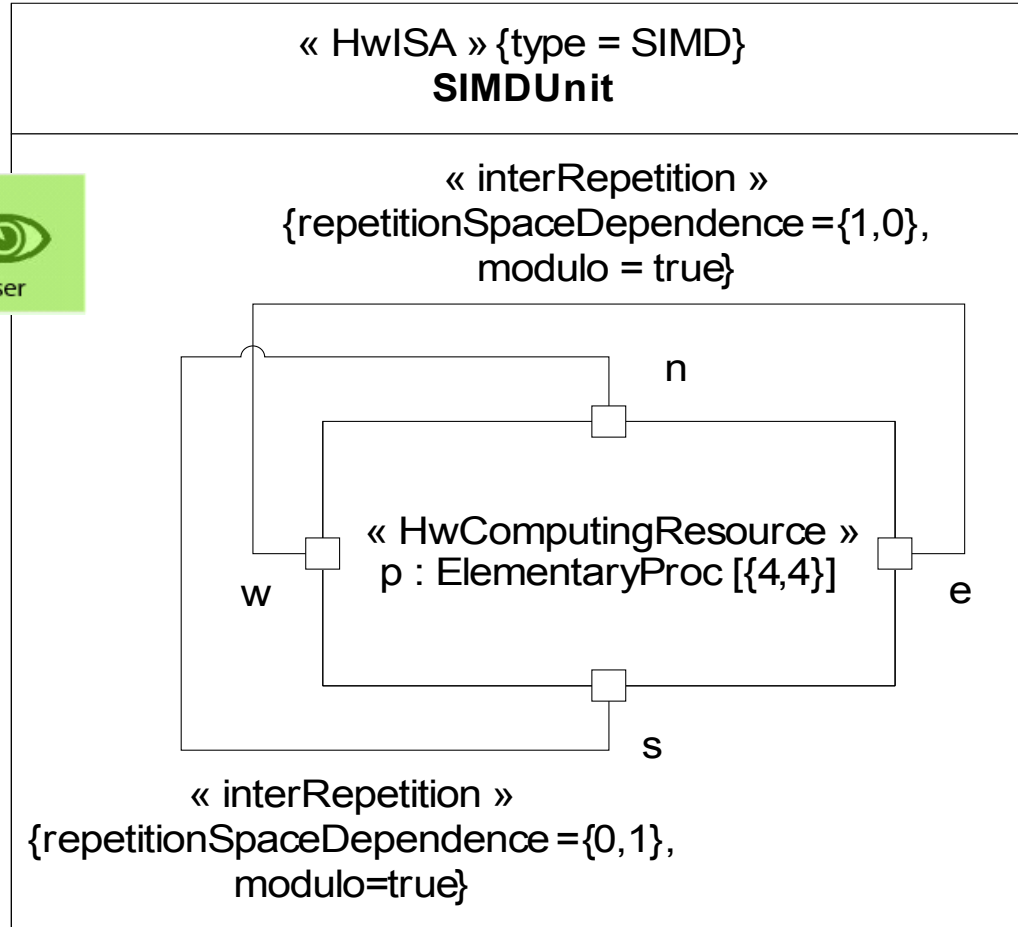 « HwISA » {type = SIMD}
SIMDUnit
« interRepetition »
{repetitionSpaceDependence ={1,0},
modulo = true}
n
« HwComputingResource »
p : ElementaryProc [{4,4}]
w
e
s
« interRepetition »
{repetitionSpaceDependence ={0,1},
modulo=true}